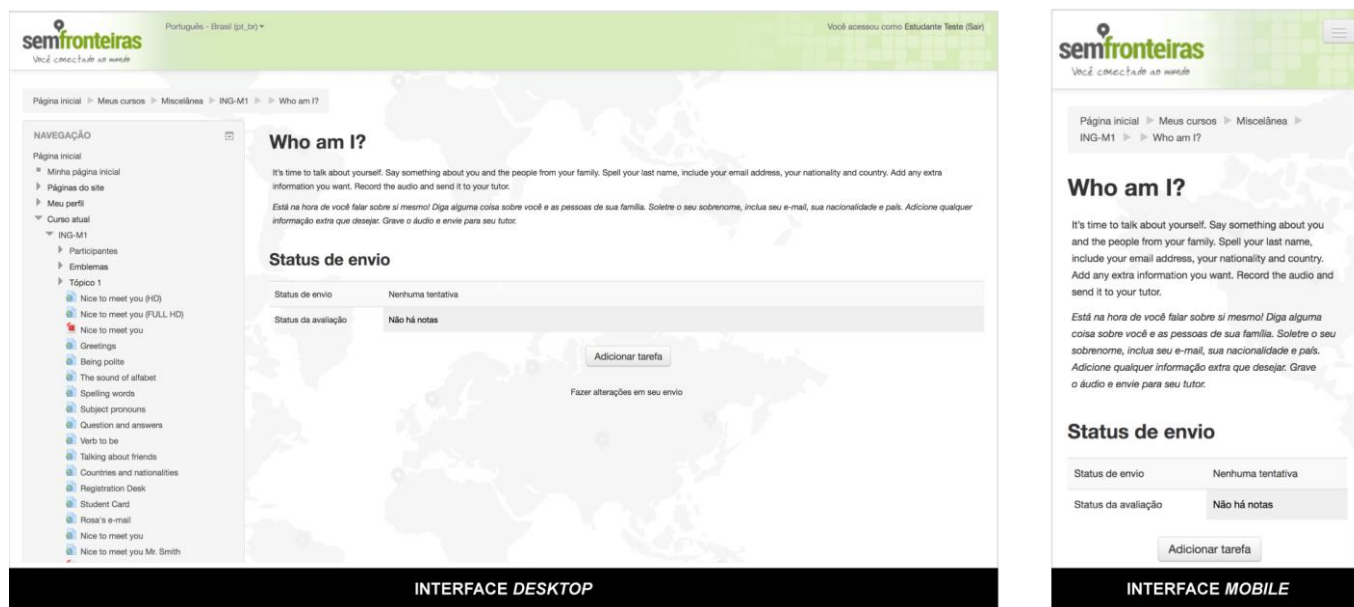 semfronteiras
Você conectado ao mundo
Português - Brasil (pt_br)
Você acessou como Estudante Teste (Sair)
Página inicial Meus cursos Miscelânea ING-M1 Who am I?
NAVEGAÇÃO
Página inicial
Minha página inicial
Páginas do site
Meu perfil
Curso atual
ING-M1
Participantes
Emblemas
Tópico 1
Nice to meet you (HD)
Nice to meet you (FULL HD)
Nice to meet you
Greetings
Being polite
The sound of alfabet
Spelling words
Subject pronouns
Question and answers
Verb to be
Talking about friends
Countries and nationalities
Registration Desk
Student Card
Rosa's e-mail
Nice to meet you
Nice to meet you Mr. Smith
Who am I?
It's time to talk about yourself. Say something about you and the people from your family. Spell your last name, include your email address, your nationality and country. Add any extra
information you want. Record the audio and send it to your tutor.
Está na hora de você falar sobre si mesmo! Diga alguma coisa sobre você e as pessoas de sua família. Soletre o seu sobrenome, inclua seu e-mail, sua nacionalidade e país. Adicione qualquer
informação extra que desejar. Grave o áudio e envie para seu tutor.
Status de envio
Status de envio Nenhuma tentativa
Status da avaliação Não há notas
Adicionar tarefa
Fazer alterações em seu envio
INTERFACE DESKTOP
semfronteiras
Você conectado ao mundo
Página inicial Meus cursos Miscelânea
ING-M1 Who am I?
Who am I?
It's time to talk about yourself. Say something about you
and the people from your family. Spell your last name,
include your email address, your nationality and country.
Add any extra information you want. Record the audio and
send it to your tutor.
Está na hora de você falar sobre si mesmo! Diga alguma
coisa sobre você e as pessoas de sua família. Soletre o seu
sobrenome, inclua seu e-mail, sua nacionalidade e país.
Adicione qualquer informação extra que desejar. Grave
o áudio e envie para seu tutor.
Status de envio
Status de envio Nenhuma tentativa
Status da avaliação Não há notas
Adicionar tarefa
INTERFACE MOBILE